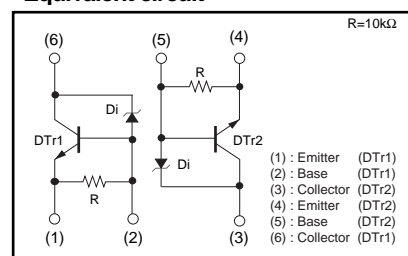 Equivalent circuit
R=10kΩ
(6) (5) (4)
R
Di
DTr1 DTr2
Di
R
(1) (2) (3)
(1) : Emitter (DTr1)
(2) : Base (DTr1)
(3) : Collector (DTr2)
(4) : Emitter (DTr2)
(5) : Base (DTr2)
(6) : Collector (DTr1)